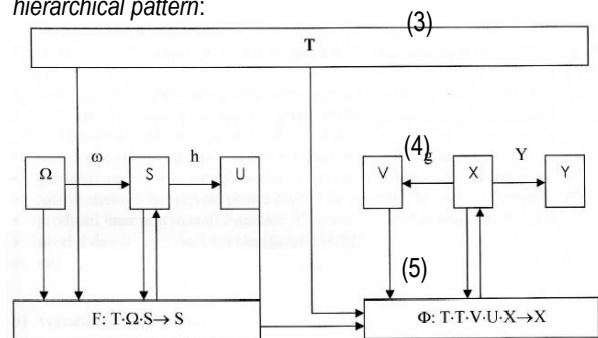 hierarchical pattern:
(3)
T
(4)
ω h g Y
Ω S U V X Y
(5)
F: T·Ω·S→ S Φ: T·T·V·U·X→X